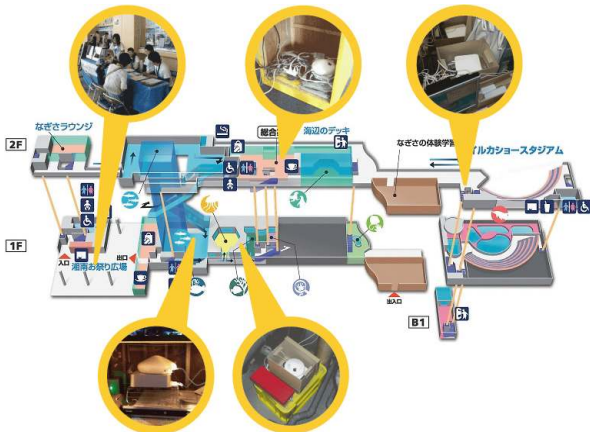 なぎさラウンジ
2F
総合
海辺のデッキ
なぎさの体験学習
イルカショースタジアム
1F
入口
出口
湘南お祭り広場
出入口
B1